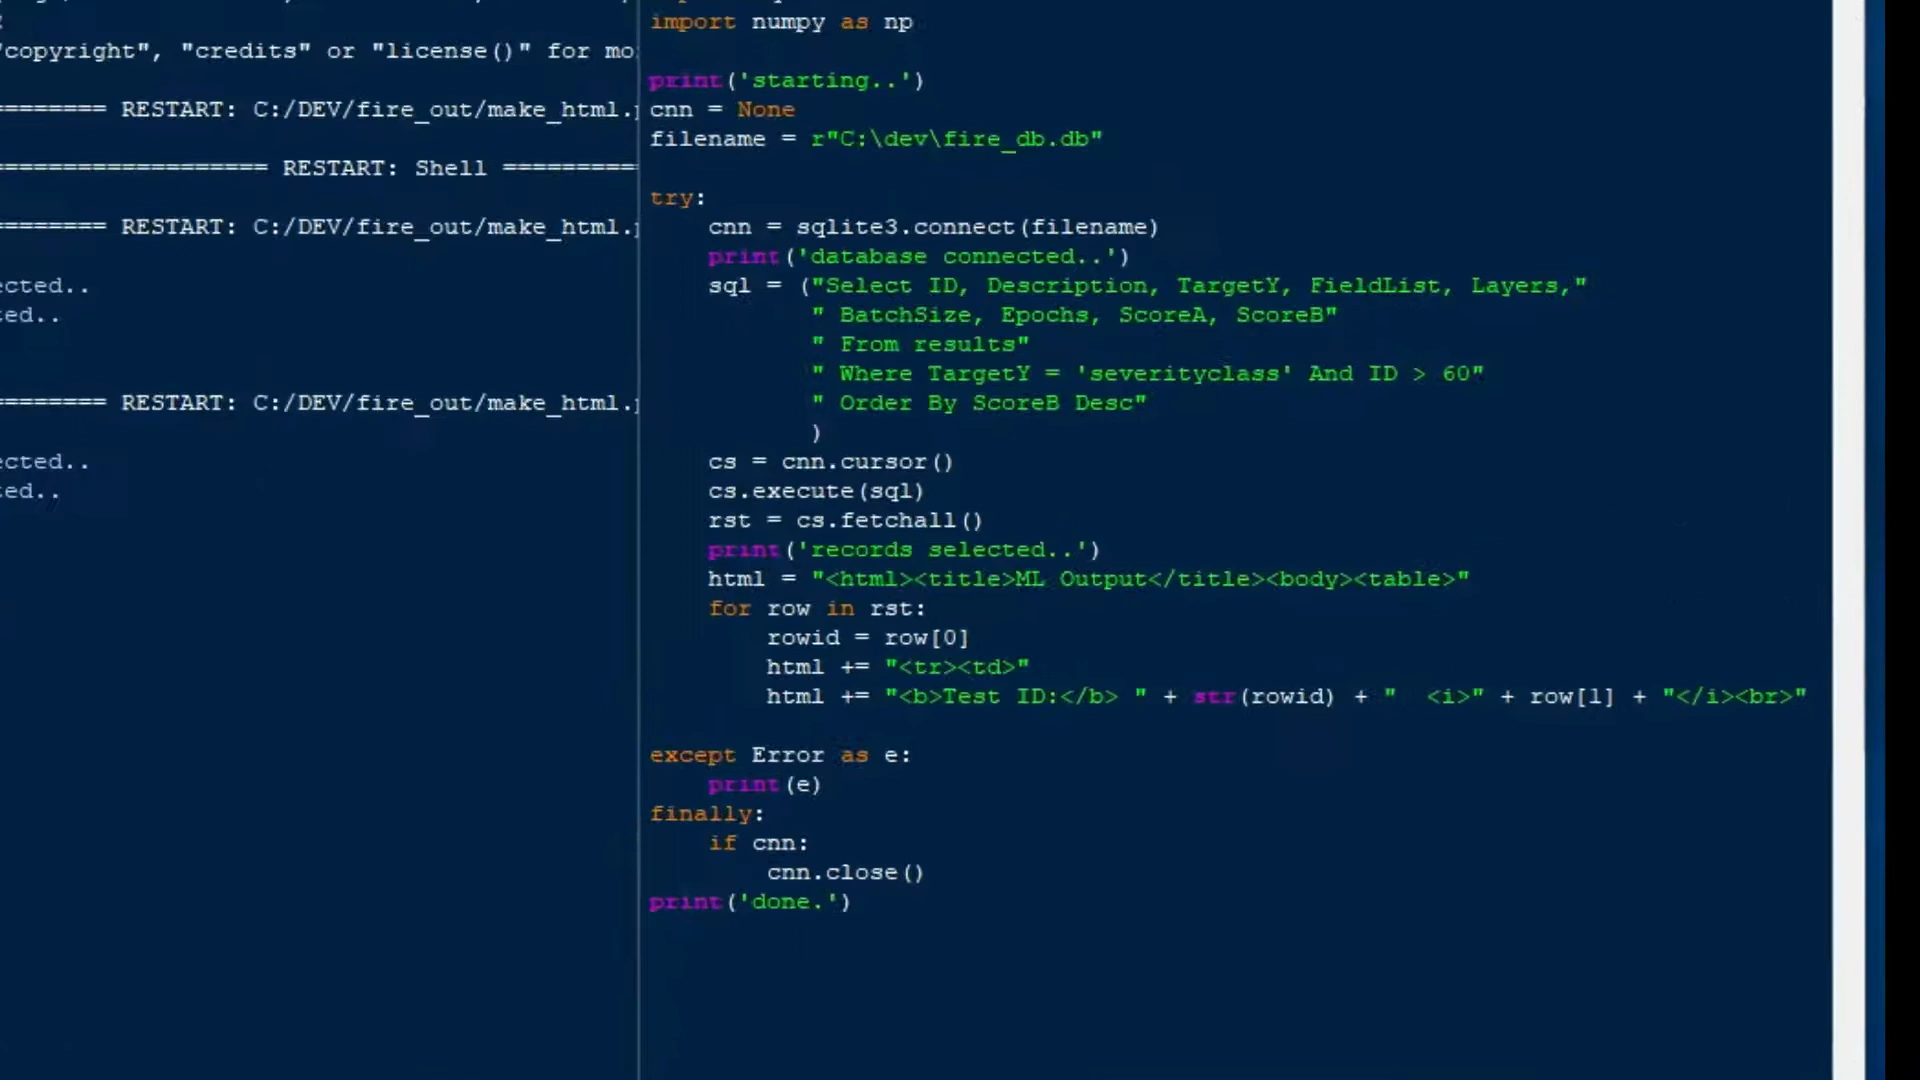 "copyright", "credits" or "license()" for mo
======== RESTART: C:/DEV/fire_out/make_html.
=================== RESTART: Shell =========
======== RESTART: C:/DEV/fire_out/make_html.
ected..
ted..
======== RESTART: C:/DEV/fire_out/make_html.
ected..
ted..
import numpy as np
print('starting..')
cnn = None
filename = r"C:\dev\fire_db.db"
try:
cnn = sqlite3.connect(filename)
print('database connected..')
sql = ("Select ID, Description, TargetY, FieldList, Layers,"
" BatchSize, Epochs, ScoreA, ScoreB"
" From results"
" Where TargetY = 'severityclass' And ID > 60"
" Order By ScoreB Desc"
)
cs = cnn.cursor()
cs.execute(sql)
rst = cs.fetchall()
print('records selected..')
html = "<html><title>ML Output</title><body><table>"
for row in rst:
rowid = row[0]
html += "<tr><td>"
html += "<b>Test ID:</b> " + str(rowid) + "  <i>" + row[1] + "</i><br>"
except Error as e:
print(e)
finally:
if cnn:
cnn.close()
print('done.')